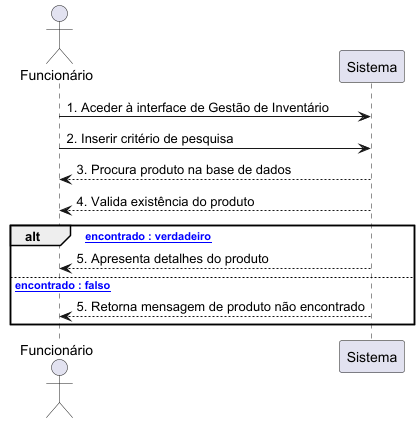 Funcionário
Sistema
1. Aceder à interface de Gestão de Inventário
2. Inserir critério de pesquisa
3. Procura produto na base de dados
4. Valida existência do produto
alt
encontrado : verdadeiro
5. Apresenta detalhes do produto
encontrado : falso
5. Retorna mensagem de produto não encontrado
Funcionário
Sistema